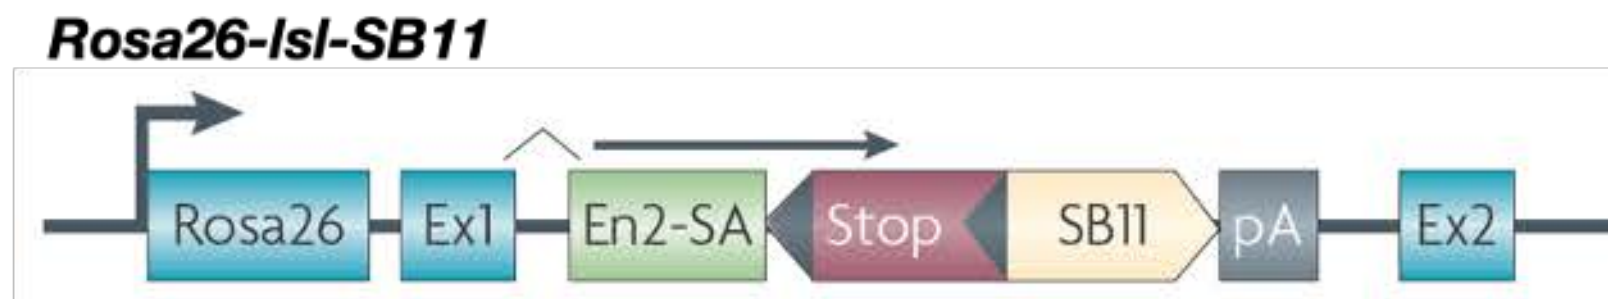 Rosa26-lsl-SB11
Rosa26 Ex1 En2-SA Stop SB11 pA Ex2